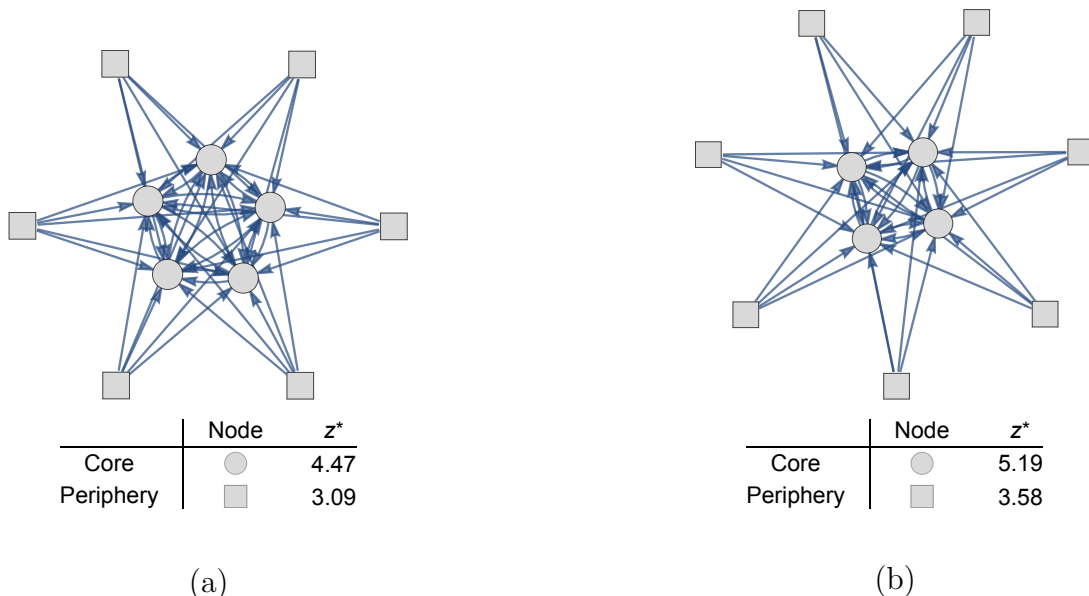 Node z*
Core 4.47
Periphery 3.09
(a)
Node z*
Core 5.19
Periphery 3.58
(b)